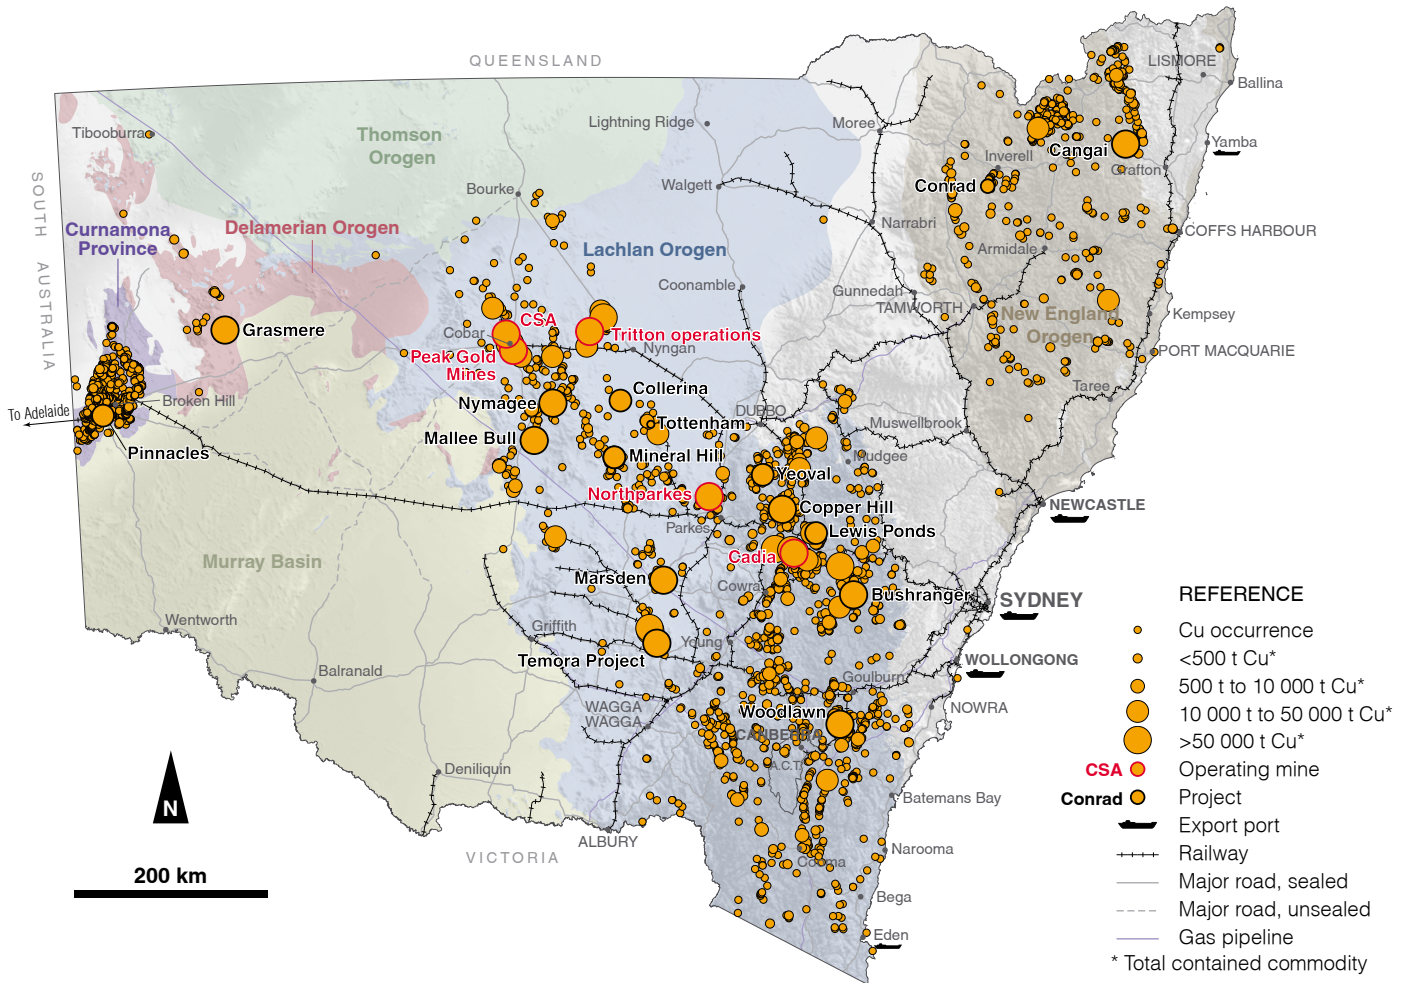 QUEENSLAND
LISMORE
Ballina
Tibooburra
Thomson
Orogen
Lightning Ridge
Moree
Yamba
Inverell
Cangai
Grafton
SOUTH AUSTRALIA
Bourke
Walgett
Conrad
Curnamona
Province
Delamerian Orogen
Lachlan Orogen
Narrabri
COFFS HARBOUR
Armidale
Coonamble
Gunnedah
TAMWORTH
New England
Orogen
Kempsey
Grasmere
Cobar
CSA
Tritton operations
Peak Gold
Mines
Nyngan
PORT MACQUARIE
Taree
To Adelaide
Broken Hill
Collerina
Nymagee
DUBBO
Tottenham
Muswellbrook
Mallee Bull
Pinnacles
Mineral Hill
Mudgee
Yeoval
Northparkes
Copper Hill
NEWCASTLE
Parkes
Lewis Ponds
Cadia
Murray Basin
Marsden
Cowra
Bushranger
SYDNEY
Wentworth
Griffith
Young
Temora Project
WOLLONGONG
Balranald
Goulburn
WAGGA
WAGGA
Woodlawn
NOWRA
CANBERRA
A.C.T.
Deniliquin
Batemans Bay
ALBURY
VICTORIA
Narooma
Cooma
Bega
Eden
N
200 km
REFERENCE
Cu occurrence
<500 t Cu*
500 t to 10 000 t Cu*
10 000 t to 50 000 t Cu*
>50 000 t Cu*
CSA Operating mine
Conrad Project
Export port
Railway
Major road, sealed
Major road, unsealed
Gas pipeline
* Total contained commodity